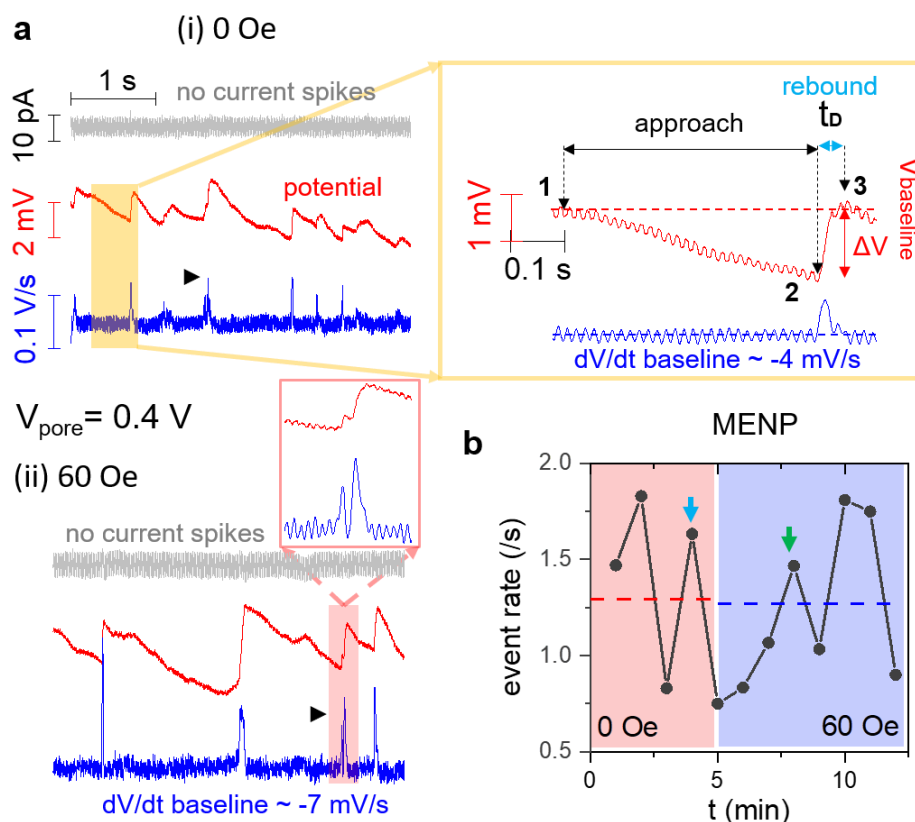 a
(i) 0 Oe
1 s
no current spikes
10 pA
potential
2 mV
0.1 V/s
rebound
tD
approach
1
3
Vbaseline
1 mV
ΔV
0.1 s
2
dV/dt baseline ~ -4 mV/s
Vpore= 0.4 V
(ii) 60 Oe
no current spikes
dV/dt baseline ~ -7 mV/s
b
MENP
event rate (/s)
2.0
1.5
1.0
0.5
0 Oe
60 Oe
0
5
10
t (min)